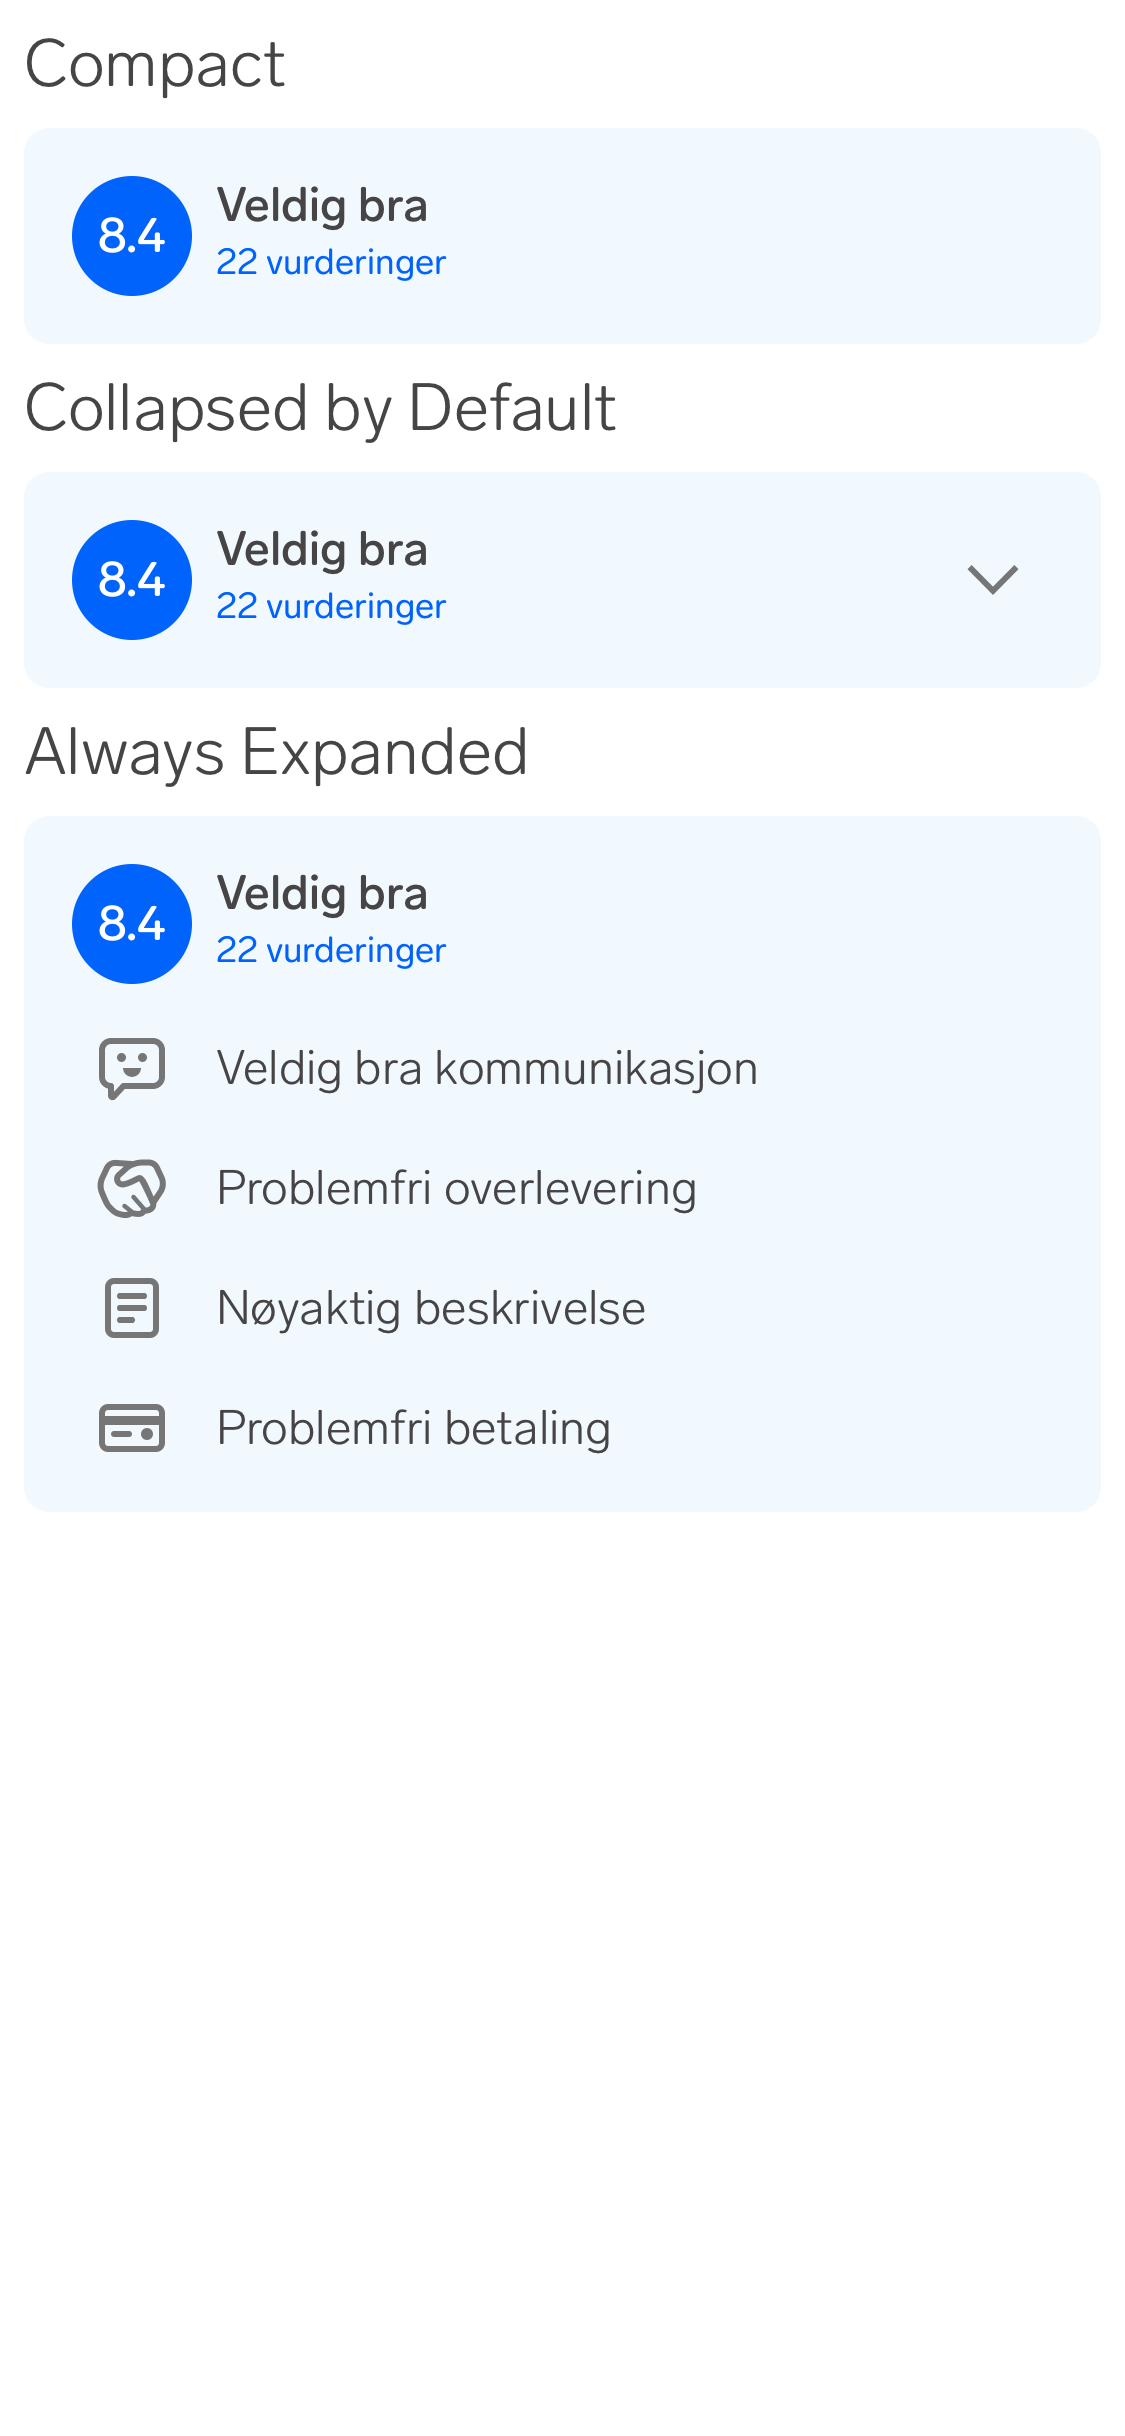 Compact
8.4
Veldig bra
22 vurderinger
Collapsed by Default
8.4
Veldig bra
22 vurderinger
Always Expanded
8.4
Veldig bra
22 vurderinger
Veldig bra kommunikasjon
Problemfri overlevering
Nøyaktig beskrivelse
Problemfri betaling